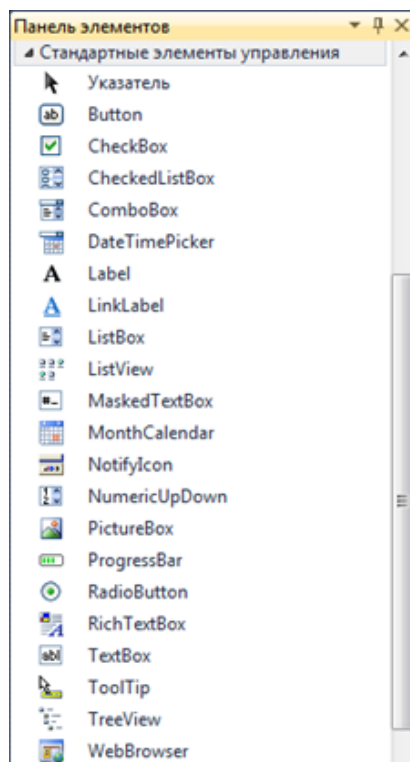 Панель элементов
Стандартные элементы управления
Указатель
Button
CheckBox
CheckedListBox
ComboBox
DateTimePicker
Label
LinkLabel
ListBox
ListView
MaskedTextBox
MonthCalendar
NotifyIcon
NumericUpDown
PictureBox
ProgressBar
RadioButton
RichTextBox
TextBox
ToolTip
TreeView
WebBrowser